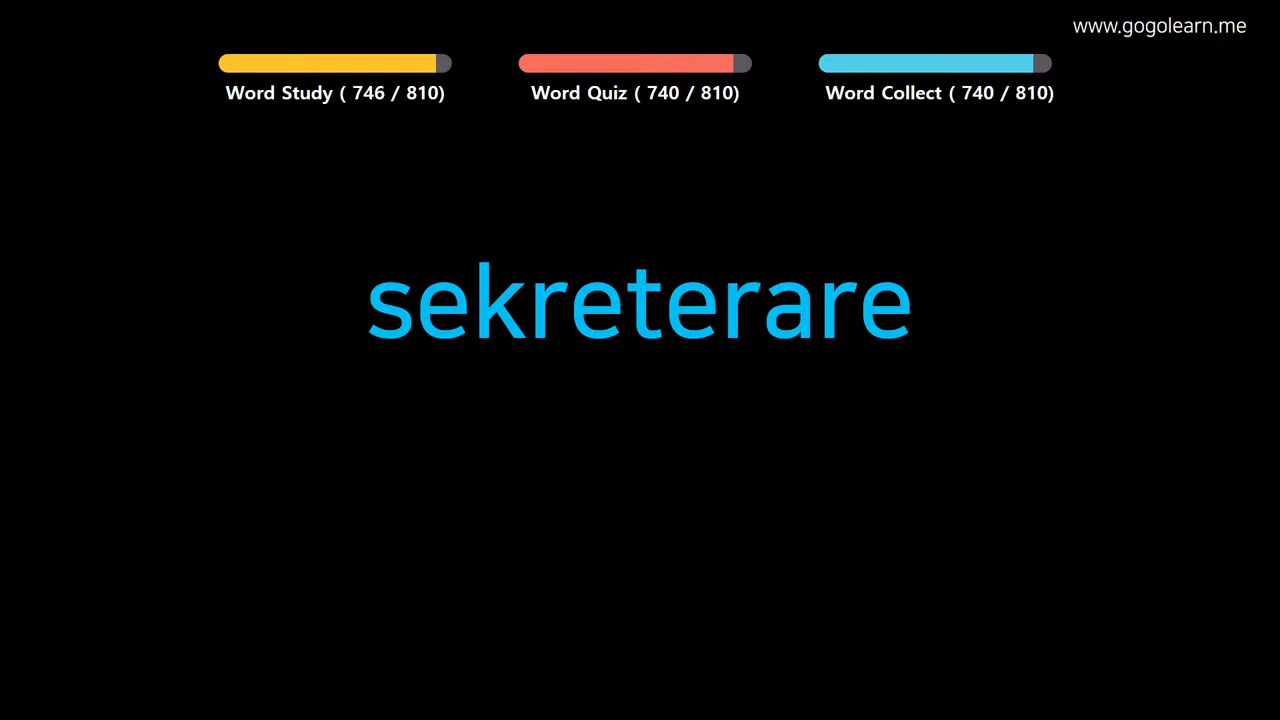 www.gogolearn.me
Word Study ( 746 / 810)
Word Quiz ( 740 / 810)
Word Collect ( 740 / 810)
sekreterare